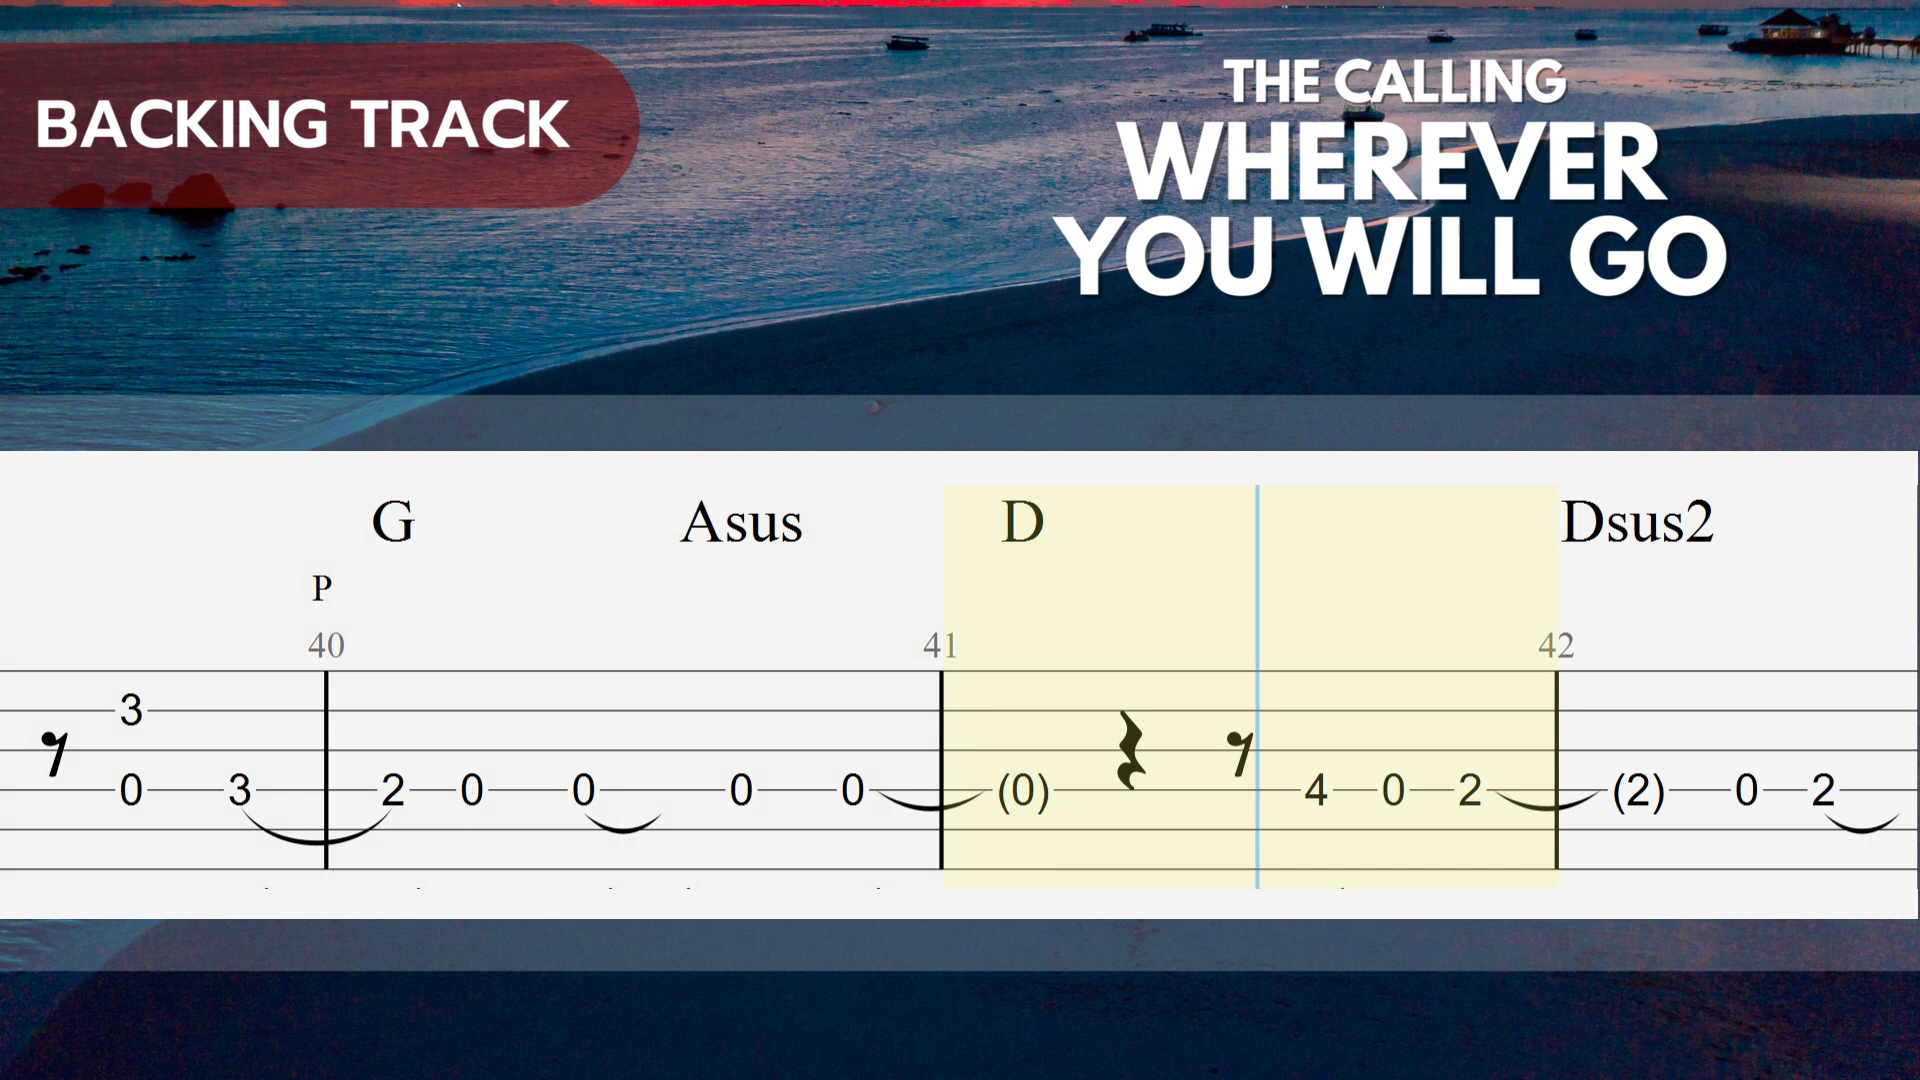 BACKING TRACK
THE CALLING
WHEREVER
YOU WILL GO
G Asus D Dsus2
P
40 41 42
3
0 3 2 0 0 0 0 (0) 4 0 2 (2) 0 2